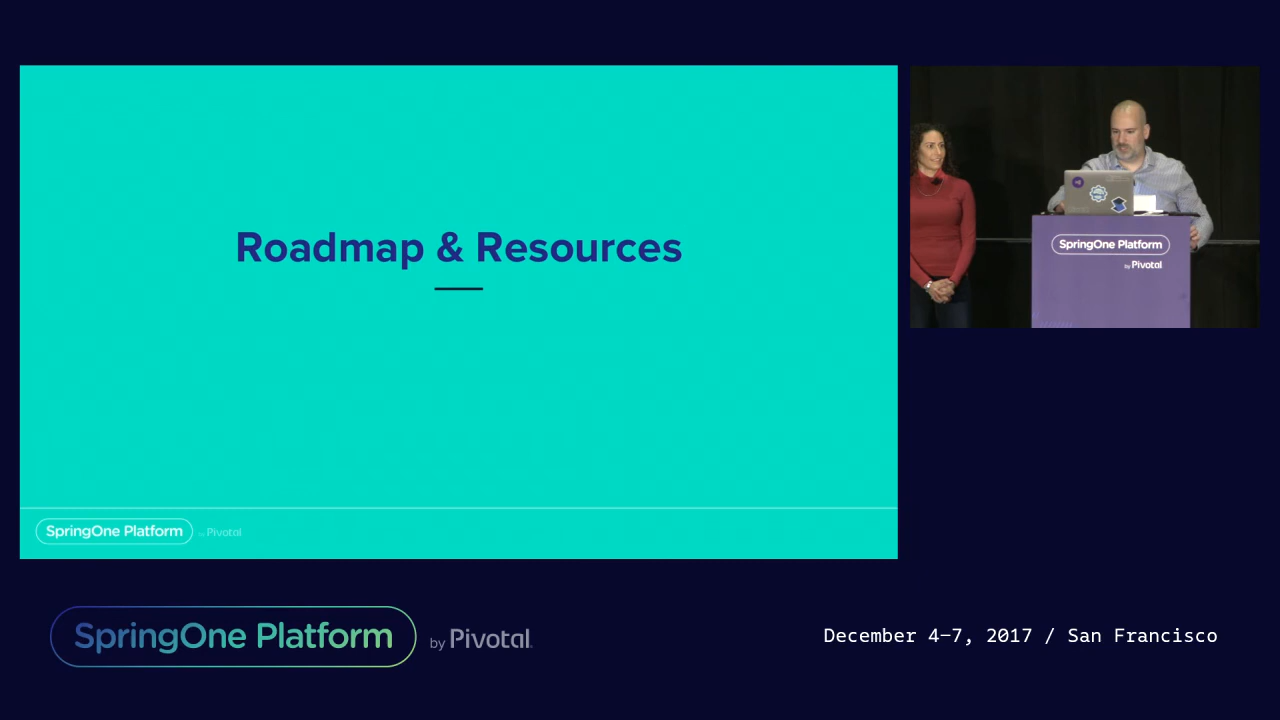 Roadmap & Resources
SpringOne Platform by Pivotal
SpringOne Platform
by Pivotal
SpringOne Platform by Pivotal.
December 4–7, 2017 / San Francisco